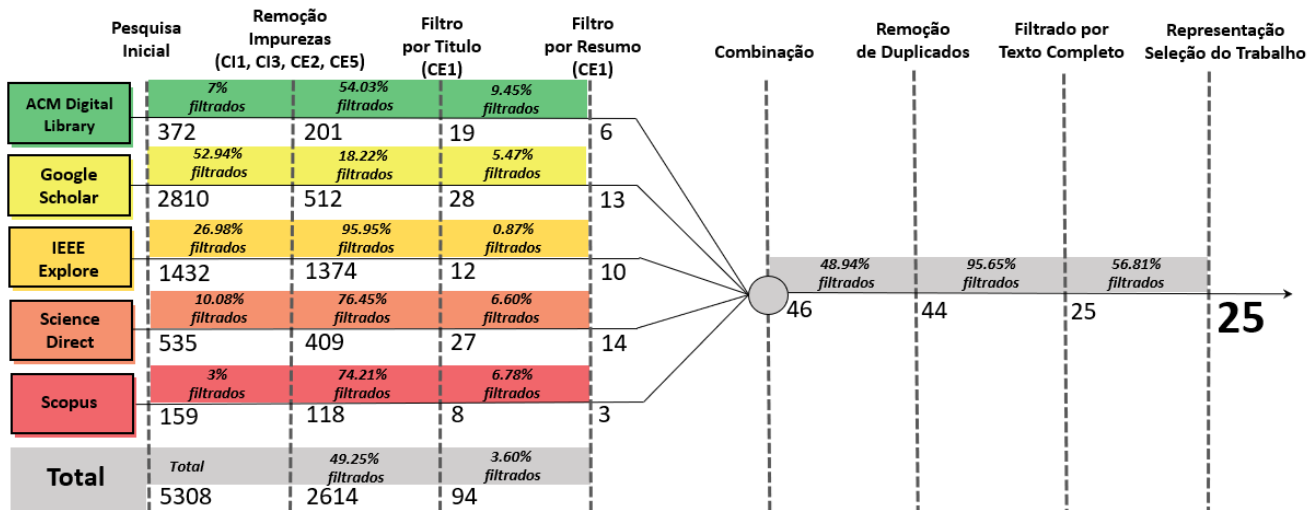 Pesquisa
Inicial
Remoção
Impurezas
(CI1, CI3, CE2, CE5)
Filtro
por Titulo
(CE1)
Filtro
por Resumo
(CE1)
Combinação
Remoção
de Duplicados
Filtrado por
Texto Completo
Representação
Seleção do Trabalho
ACM Digital
Library
7%
filtrados
54.03%
filtrados
9.45%
filtrados
372
201
19
6
Google
Scholar
52.94%
filtrados
18.22%
filtrados
5.47%
filtrados
2810
512
28
13
IEEE
Explore
26.98%
filtrados
95.95%
filtrados
0.87%
filtrados
1432
1374
12
10
Science
Direct
10.08%
filtrados
76.45%
filtrados
6.60%
filtrados
535
409
27
14
Scopus
3%
filtrados
74.21%
filtrados
6.78%
filtrados
159
118
8
3
Total
Total
49.25%
filtrados
3.60%
filtrados
5308
2614
94
48.94%
filtrados
95.65%
filtrados
56.81%
filtrados
46
44
25
25